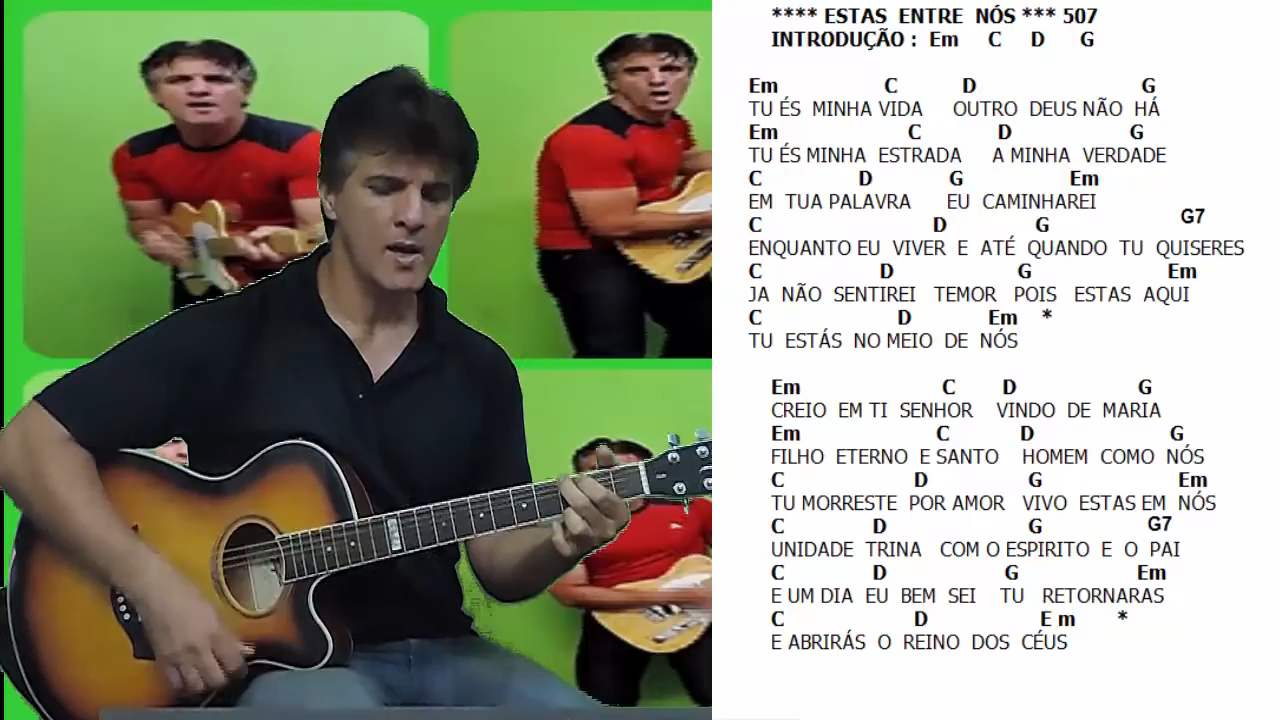 **** ESTAS ENTRE NÓS *** 507
INTRODUÇÃO : Em C D G
Em C D G
TU ÉS MINHA VIDA OUTRO DEUS NÃO HÁ
Em C D G
TU ÉS MINHA ESTRADA A MINHA VERDADE
C D G Em
EM TUA PALAVRA EU CAMINHAREI
C D G G7
ENQUANTO EU VIVER E ATÉ QUANDO TU QUISERES
C D G Em
JA NÃO SENTIREI TEMOR POIS ESTAS AQUI
C D Em *
TU ESTÁS NO MEIO DE NÓS
Em C D G
CREIO EM TI SENHOR VINDO DE MARIA
Em C D G
FILHO ETERNO E SANTO HOMEM COMO NÓS
C D G Em
TU MORRESTE POR AMOR VIVO ESTAS EM NÓS
C D G G7
UNIDADE TRINA COM O ESPIRITO E O PAI
C D G Em
E UM DIA EU BEM SEI TU RETORNARAS
C D E m *
E ABRIRÁS O REINO DOS CÉUS